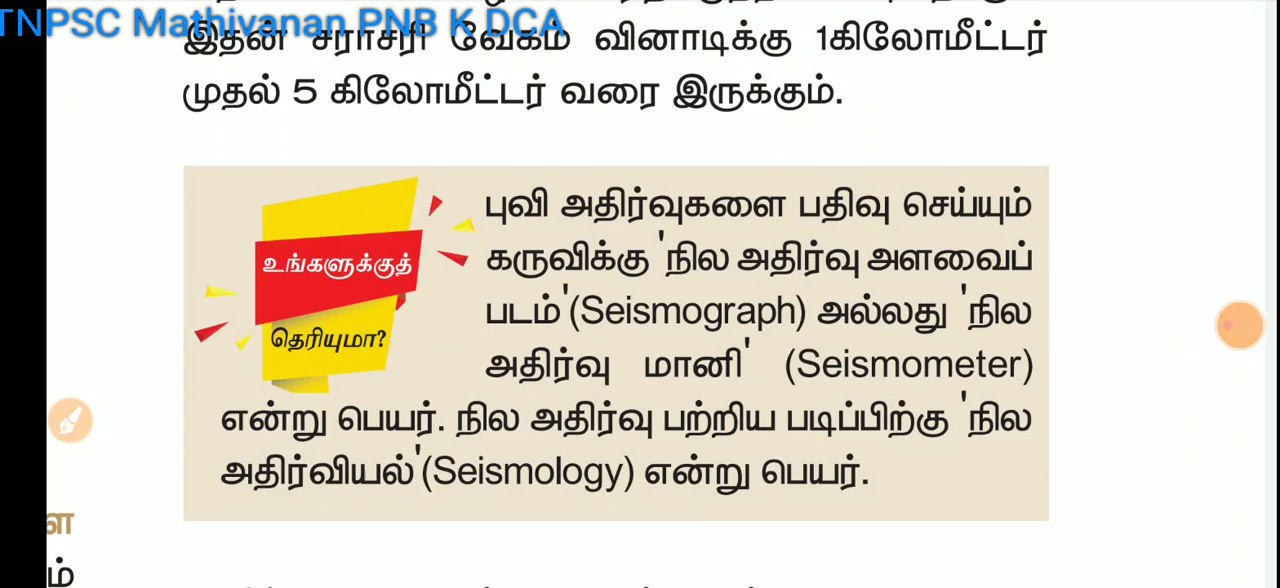 TNPSC Mathivanan PNB K DCA
இதன் சராசரி வேகம் வினாடிக்கு 1கிலோமீட்டர்
முதல் 5 கிலோமீட்டர் வரை இருக்கும்.
உங்களுக்குத்
தெரியுமா?
புவி அதிர்வுகளை பதிவு செய்யும்
கருவிக்கு 'நில அதிர்வு அளவைப்
படம்'(Seismograph) அல்லது 'நில
அதிர்வு மானி' (Seismometer)
என்று பெயர். நில அதிர்வு பற்றிய படிப்பிற்கு 'நில
அதிர்வியல்'(Seismology) என்று பெயர்.
ள
ம்